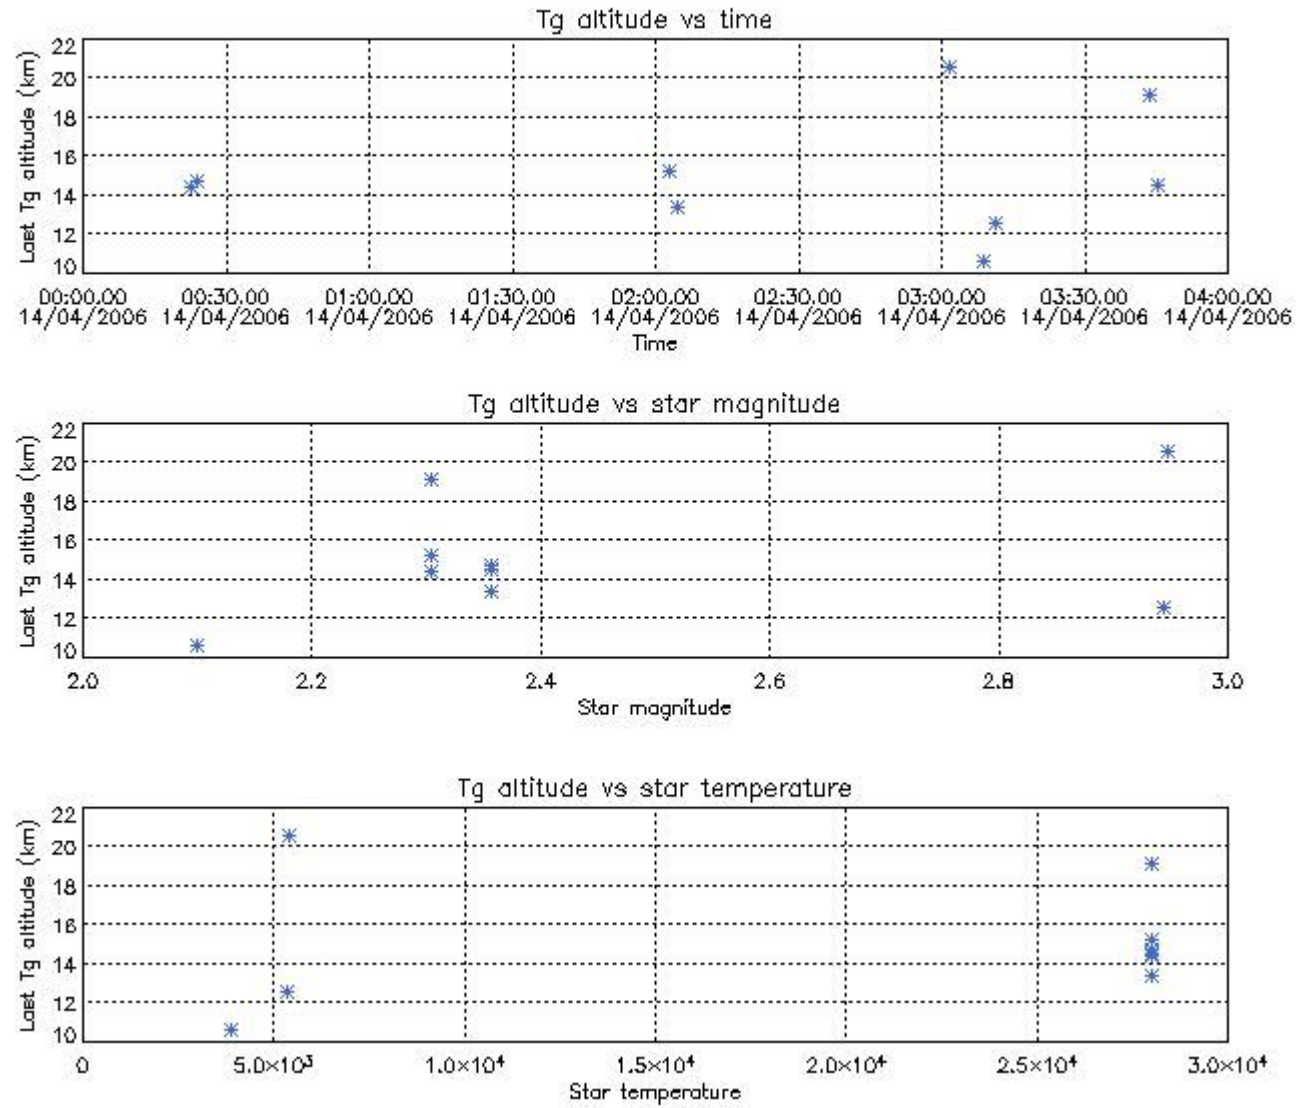 Tg altitude vs time
Last Tg altitude (km)
22
20
18
16
14
12
10
00:00.00 00:30.00 01:00.00 01:30.00 02:00.00 02:30.00 03:00.00 03:30.00 04:00.00
14/04/2006 14/04/2006 14/04/2006 14/04/2006 14/04/2006 14/04/2006 14/04/2006 14/04/2006 14/04/2006
Time
Tg altitude vs star magnitude
Last Tg altitude (km)
22
20
18
16
14
12
10
2.0 2.2 2.4 2.6 2.8 3.0
Star magnitude
Tg altitude vs star temperature
Last Tg altitude (km)
22
20
18
16
14
12
10
0 5.0×10³ 1.0×10⁴ 1.5×10⁴ 2.0×10⁴ 2.5×10⁴ 3.0×10⁴
Star temperature